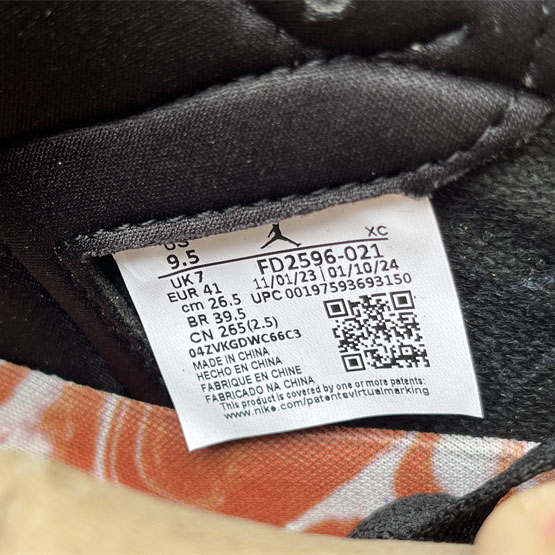 US XC
9.5 FD2596-021
UK 7 11/01/23 01/10/24
EUR 41 UPC 00197593693150
cm 26.5
BR 39.5
CN 265(2.5)
04ZVKGDWC66C3
MADE IN CHINA
HECHO EN CHINA
FABRIQUE EN CHINE
FABRICADO NA CHINA
This product is covered by one or more patents:
www.nike.com/patentsvirtualmarking